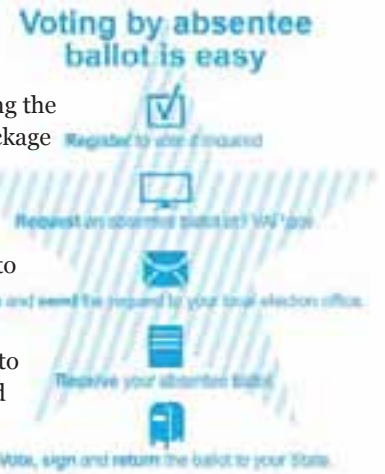 Voting by absentee
ballot is easy
ng the
ckage
Register to vote if required
Request an absentee ballot at
to
and send the request to your local election office.
to
Receive your absentee ballot
d
Vote, sign and return the ballot to your State.